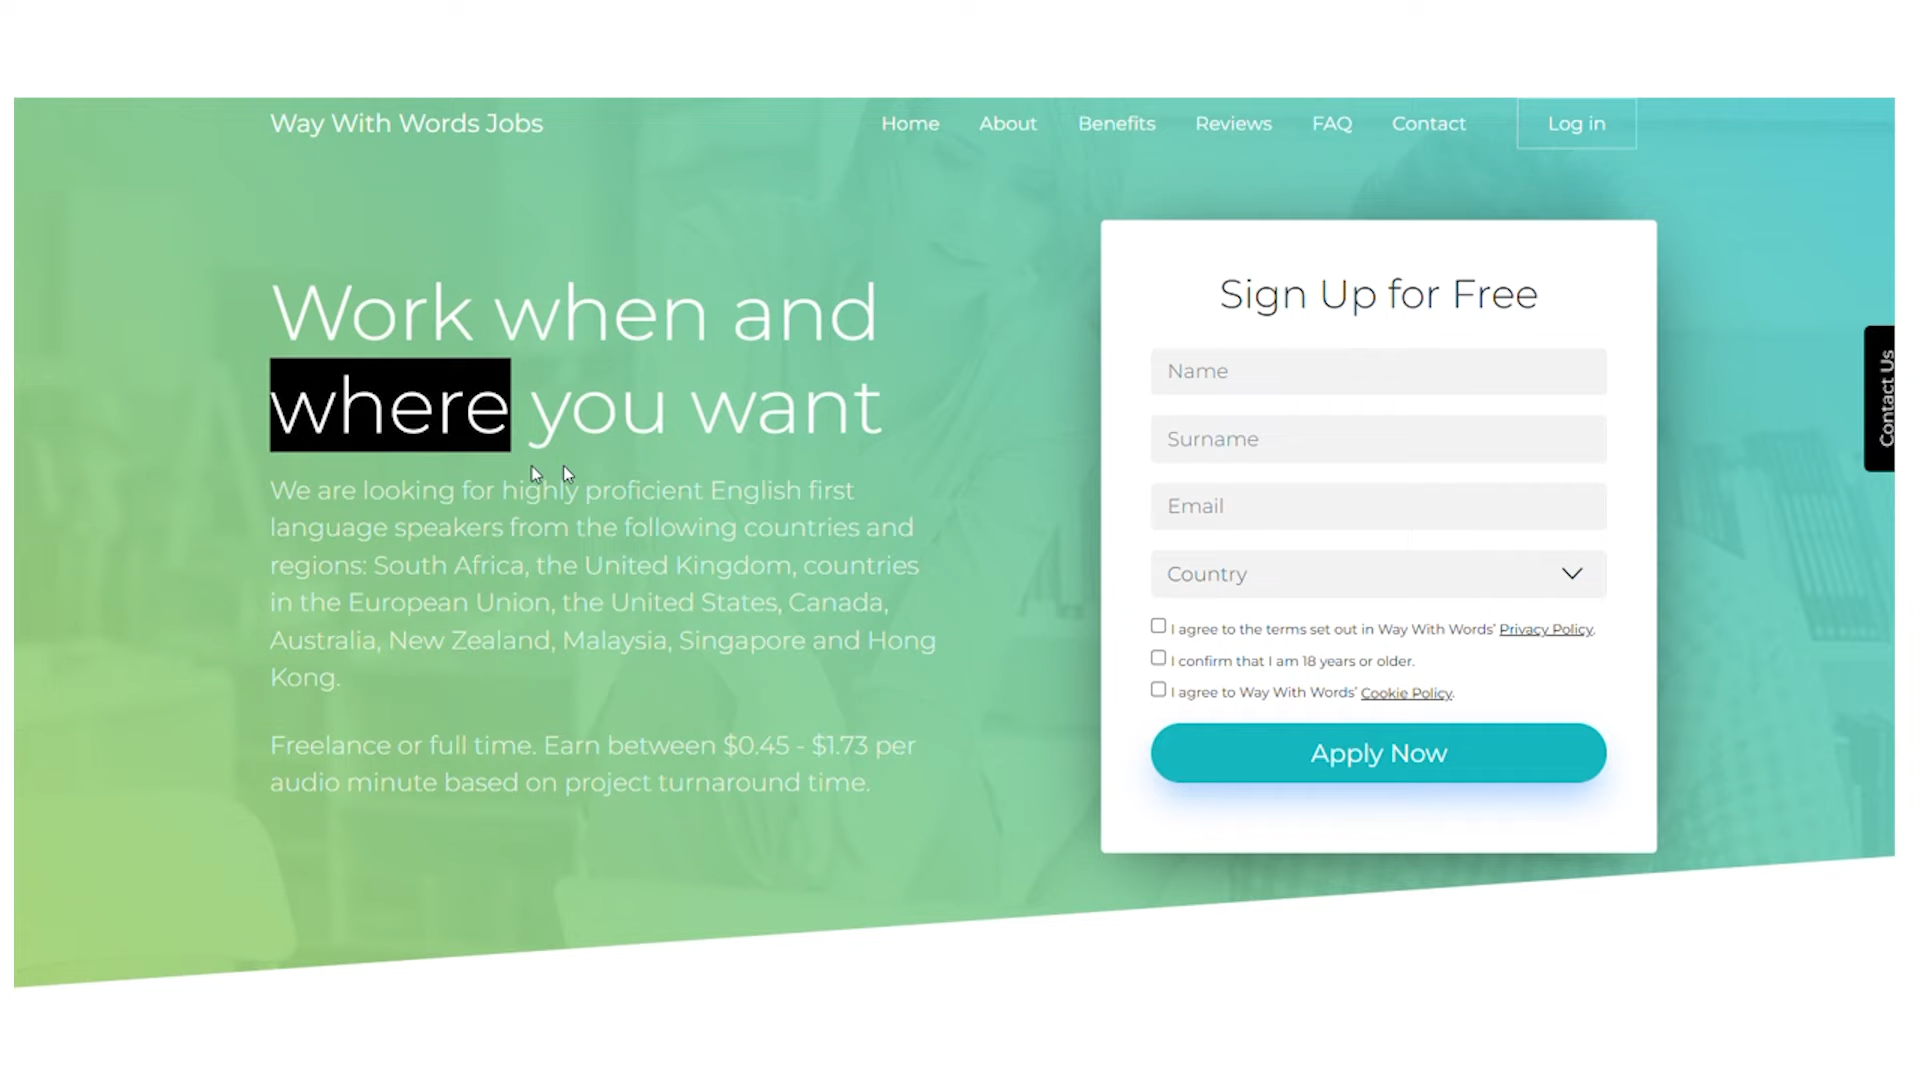 Way With Words Jobs
Home
About
Benefits
Reviews
FAQ
Contact
Log in
Work when and
where you want
We are looking for highly proficient English first
language speakers from the following countries and
regions: South Africa, the United Kingdom, countries
in the European Union, the United States, Canada,
Australia, New Zealand, Malaysia, Singapore and Hong
Kong.
Freelance or full time. Earn between $0.45 - $1.73 per
audio minute based on project turnaround time.
Sign Up for Free
Name
Surname
Email
Country
I agree to the terms set out in Way With Words’ Privacy Policy.
I confirm that I am 18 years or older.
I agree to Way With Words’ Cookie Policy.
Apply Now
Contact Us